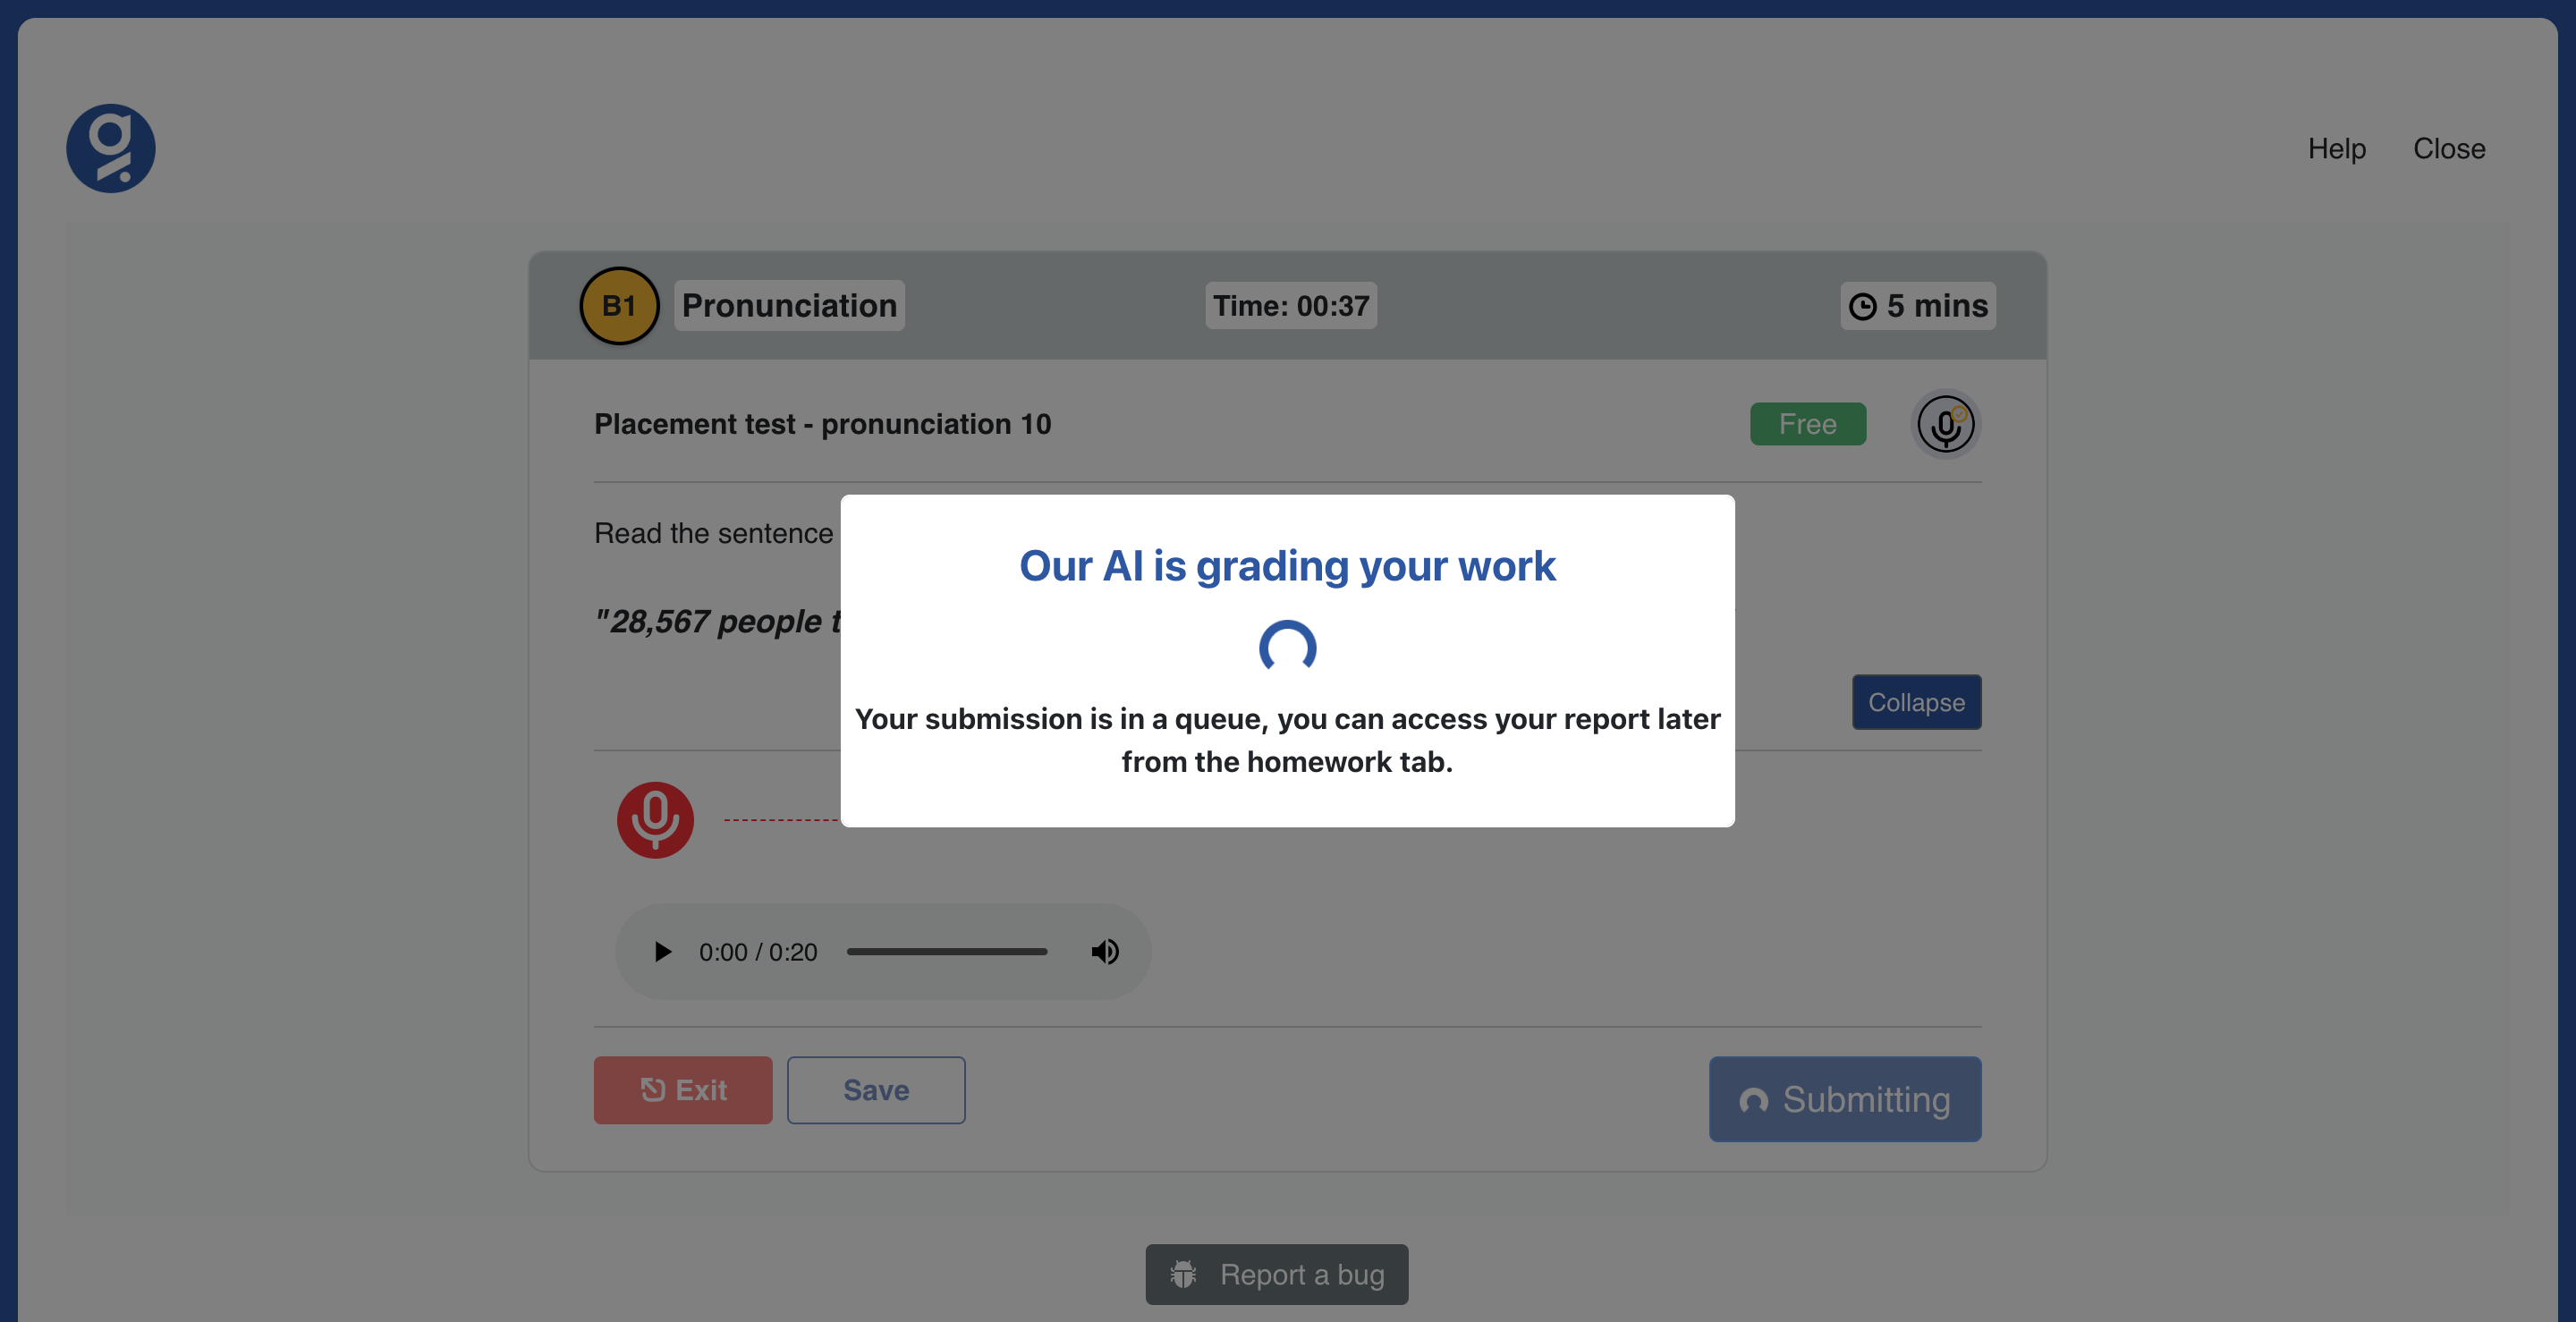 Help Close
B1 Pronunciation Time: 00:37 5 mins
Placement test - pronunciation 10 Free
Read the sentence
"28,567 people
Our AI is grading your work
Your submission is in a queue, you can access your report later
from the homework tab.
Collapse
0:00 / 0:20
Exit Save Submitting
Report a bug